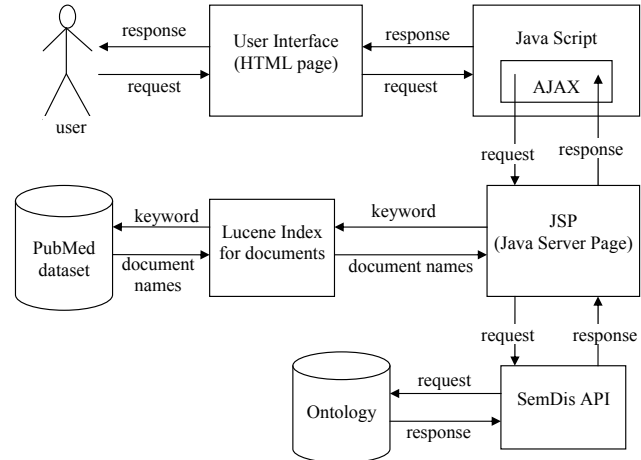 response
request
user
User Interface
(HTML page)
response
request
Java Script
AJAX
request
response
PubMed
dataset
keyword
document
names
Lucene Index
for documents
keyword
document names
JSP
(Java Server Page)
request
response
Ontology
request
response
SemDis API